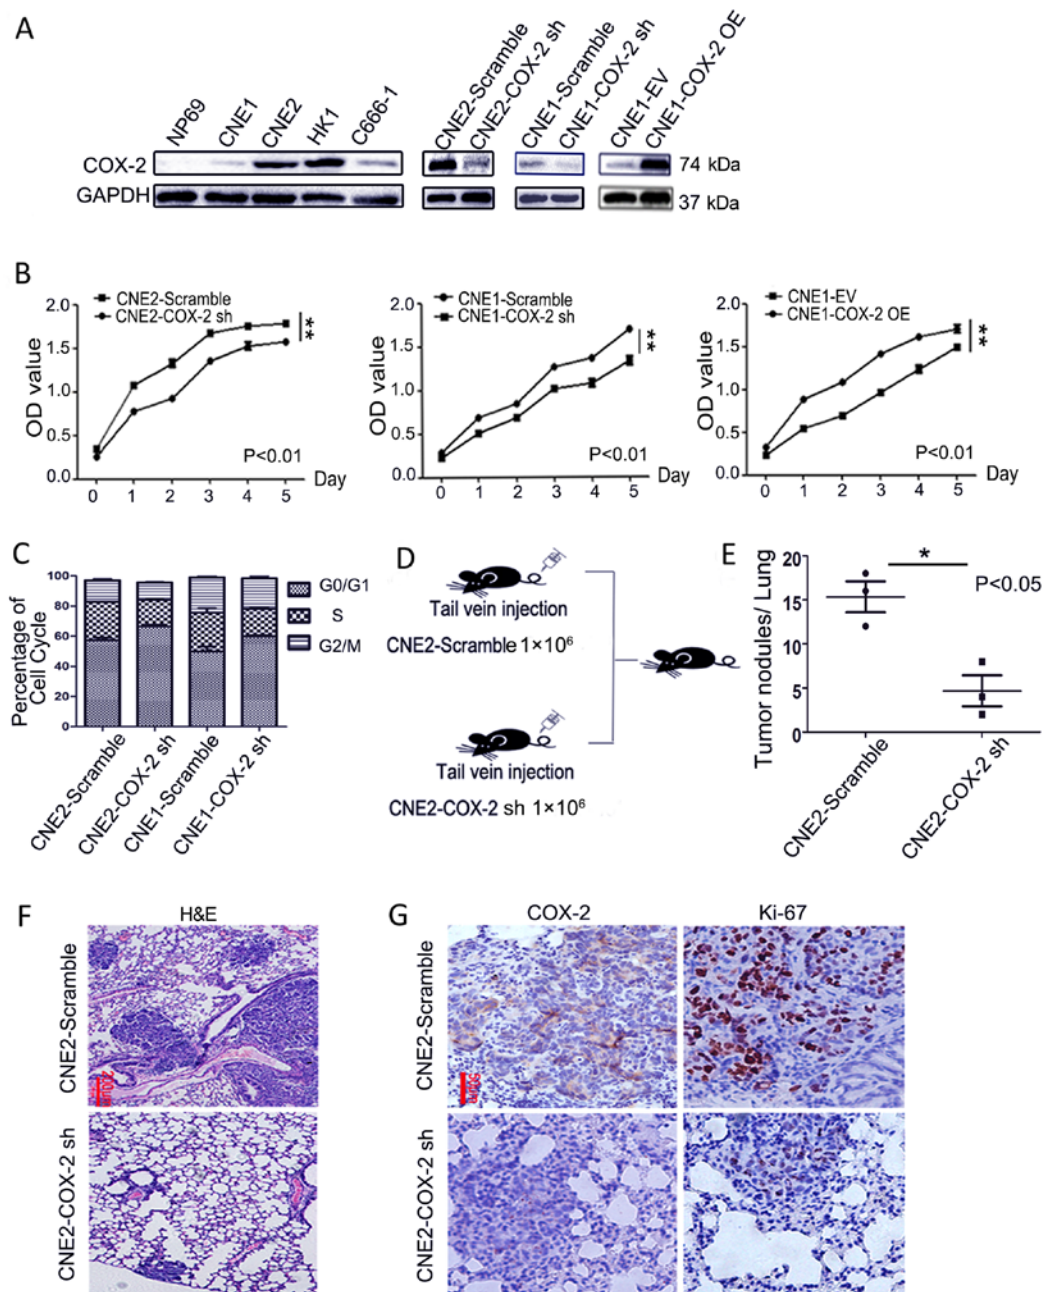 A
NP69
CNE1
CNE2
HK1
C666-1
CNE2-Scramble
CNE2-COX-2 sh
CNE1-Scramble
CNE1-COX-2 sh
CNE1-EV
CNE1-COX-2 OE
COX-2
74 kDa
GAPDH
37 kDa
B
CNE2-Scramble
CNE2-COX-2 sh
OD value
2.0
1.5
1.0
0.5
0.0
**
P<0.01
0 1 2 3 4 5 Day
CNE1-Scramble
CNE1-COX-2 sh
OD value
2.0
1.5
1.0
0.5
0.0
**
P<0.01
0 1 2 3 4 5 Day
CNE1-EV
CNE1-COX-2 OE
OD value
2.0
1.5
1.0
0.5
0.0
**
P<0.01
0 1 2 3 4 5 Day
C
Percentage of
Cell Cycle
100
80
60
40
20
0
G0/G1
S
G2/M
CNE2-Scramble
CNE2-COX-2 sh
CNE1-Scramble
CNE1-COX-2 sh
D
Tail vein injection
CNE2-Scramble 1×10⁶
Tail vein injection
CNE2-COX-2 sh 1×10⁶
E
Tumor nodules/ Lung
20
15
10
5
0
*
P<0.05
CNE2-Scramble
CNE2-COX-2 sh
F
H&E
CNE2-Scramble
200μm
CNE2-COX-2 sh
G
COX-2 Ki-67
CNE2-Scramble
50μm
CNE2-COX-2 sh